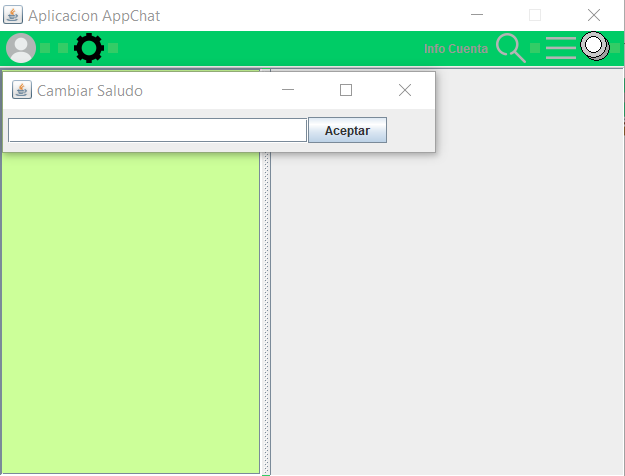 Aplicacion AppChat
Info Cuenta
Cambiar Saludo
Aceptar